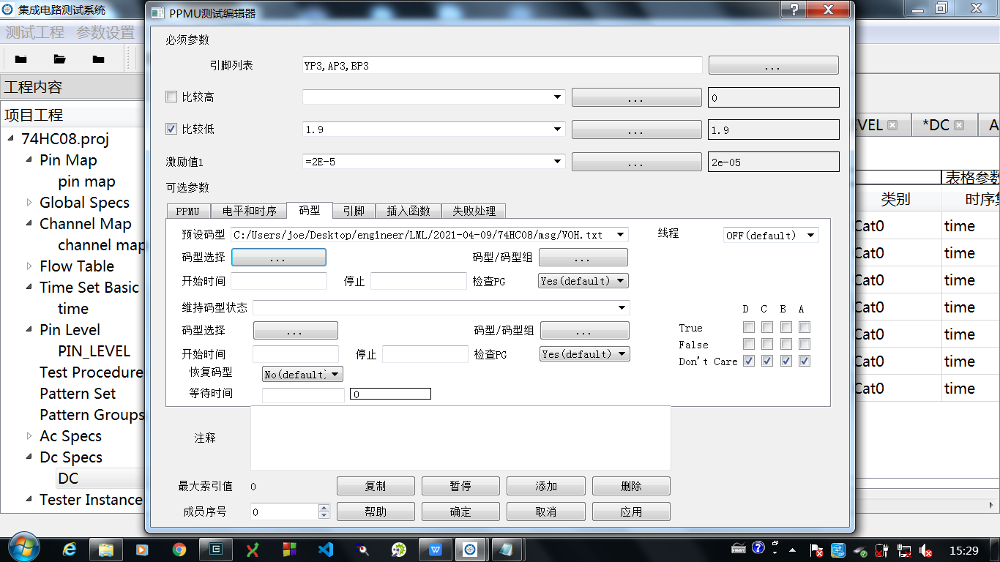 集成电路测试系统
PPMU测试编辑器
测试工程 参数设置
工程内容
项目工程
74HC08.proj
Pin Map
pin map
Global Specs
Channel Map
channel map
Flow Table
Time Set Basic
time
Pin Level
PIN_LEVEL
Test Procedure
Pattern Set
Pattern Groups
Ac Specs
Dc Specs
DC
Tester Instance
必须参数
引脚列表 YP3,AP3,BP3 ...
比较高 ... 0
比较低 1.9 ... 1.9
激励值1 =2E-5 ... 2e-05
可选参数
PPMU 电平和时序 码型 引脚 插入函数 失败处理
预设码型 C:/Users/joe/Desktop/engineer/LML/2021-04-09/74HC08/msg/VOH.txt 线程 OFF(default)
码型选择 ... 码型/码型组 ...
开始时间 停止 检查PG Yes(default)
维持码型状态 D C B A
码型选择 ... 码型/码型组 ... True
False
开始时间 停止 检查PG Yes(default) Don't Care
恢复码型 No(default)
等待时间 0
注释
最大索引值 0 复制 暂停 添加 删除
成员序号 0 帮助 确定 取消 应用
VEL *DC A
表格参数
类别 时序集
Cat0 time
Cat0 time
Cat0 time
Cat0 time
Cat0 time
Cat0 time
Cat0 time
15:29